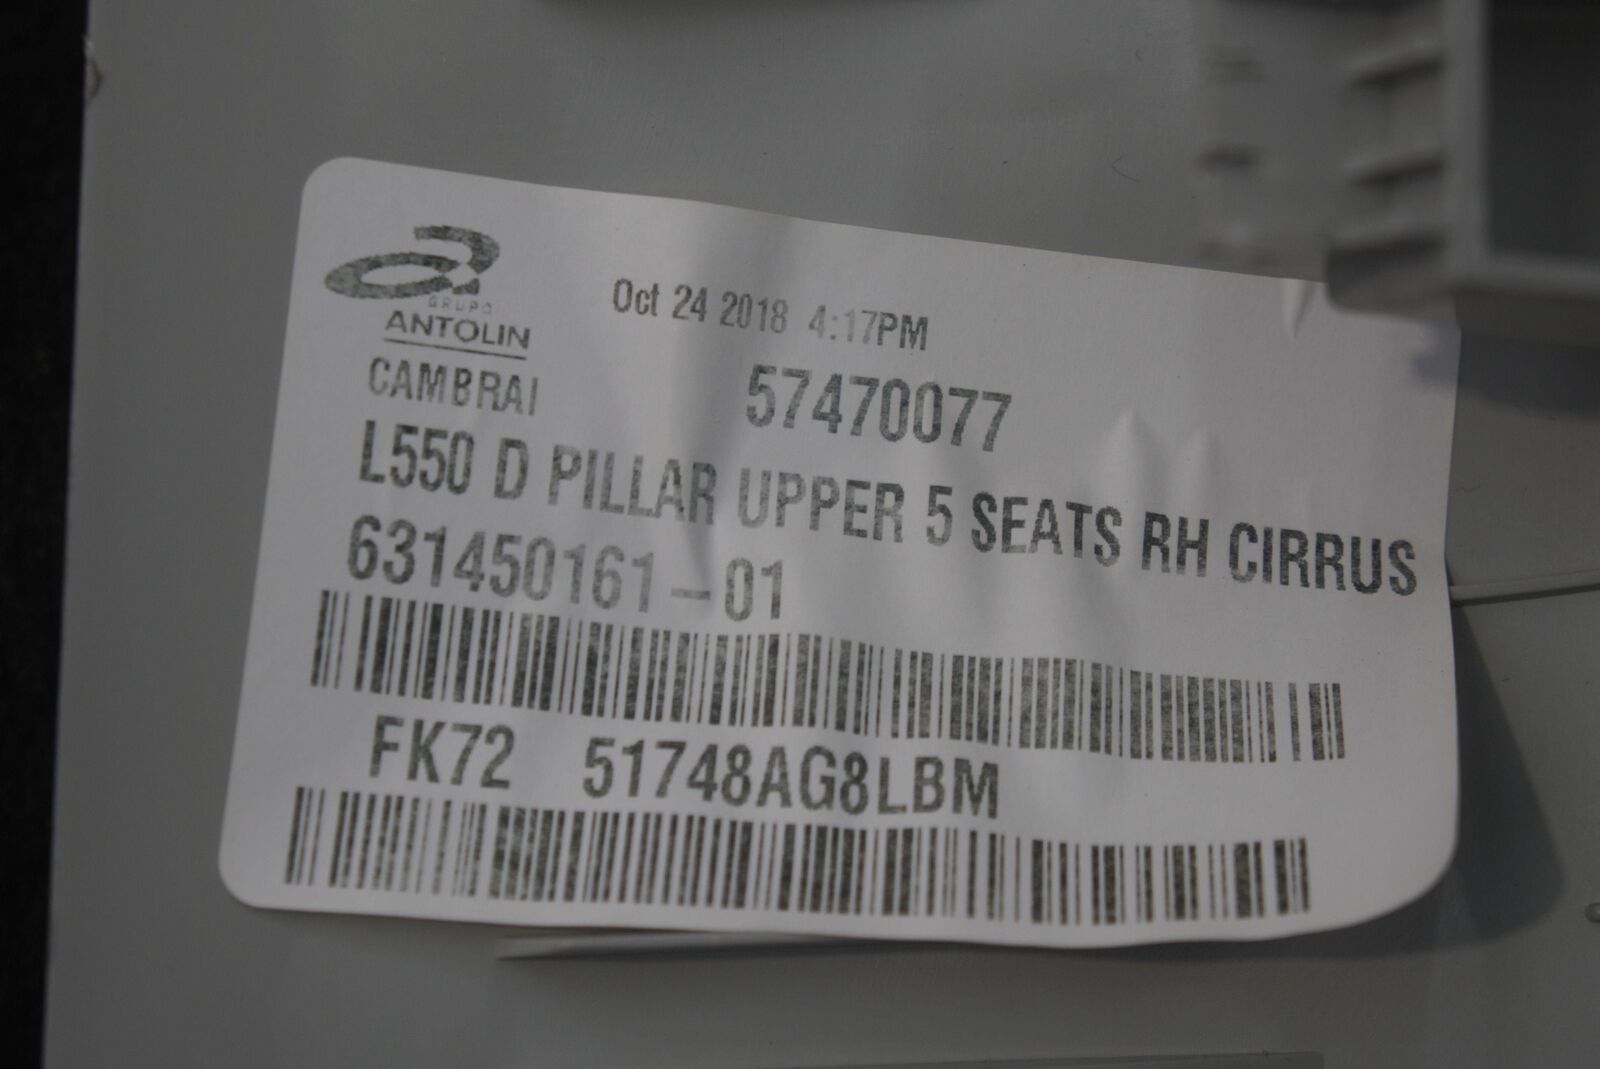 GRUPO
ANTOLIN
Oct 24 2018 4:17PM
CAMBRAI
57470077
L550 D PILLAR UPPER 5 SEATS RH CIRRUS
631450161-01
FK72 51748AG8LBM